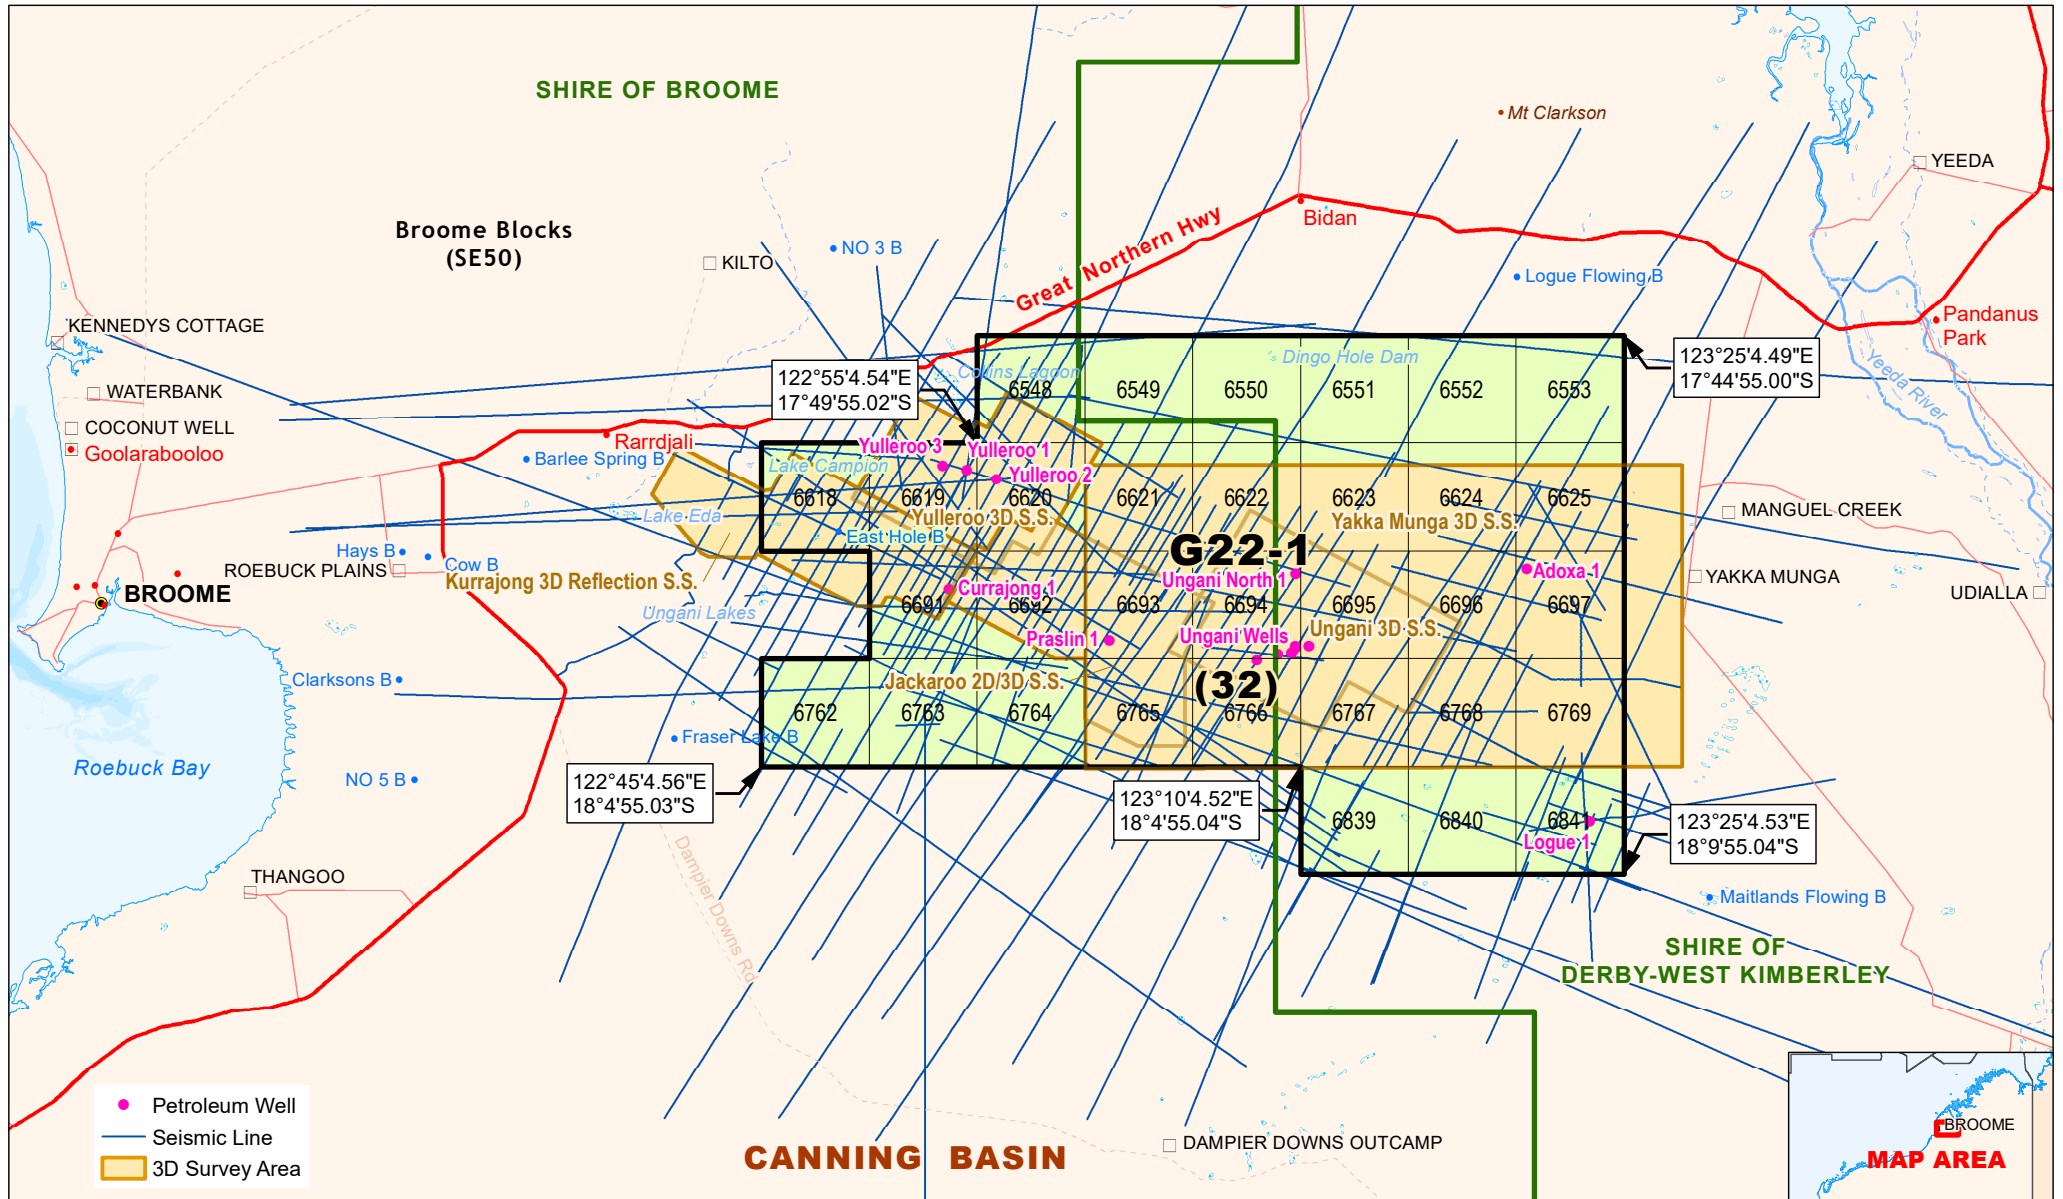 SHIRE OF BROOME
Mt Clarkson
YEEDA
Broome Blocks
(SE50)
NO 3 B
KILTO
Bidan
Great Northern Hwy
Logue Flowing B
Pandanus
Park
KENNEDYS COTTAGE
Yeeda River
Dingo Hole Dam
123°25'4.49"E
17°44'55.00"S
122°55'4.54"E
17°49'55.02"S
Collins Lagoon
WATERBANK
6548
6549
6550
6551
6552
6553
COCONUT WELL
Goolarabooloo
Rarrdjali
Barlee Spring B
Yulleroo 3
Yulleroo 1
Yulleroo 2
Lake Campion
6618
6619
6620
6621
6622
6623
6624
6625
MANGUEL CREEK
Lake Eda
Yulleroo 3D S.S.
Yakka Munga 3D S.S.
East Hole B
Hays B
Cow B
G22-1
ROEBUCK PLAINS
Kurrajong 3D Reflection S.S.
Ungani North 1
Adoxa 1
YAKKA MUNGA
UDIALLA
BROOME
Currajong 1
Ungani Lakes
6691
6692
6693
6694
6695
6696
6697
Praslin 1
Ungani Wells
Ungani 3D S.S.
Clarksons B
Jackaroo 2D/3D S.S.
(32)
6762
6763
6764
6765
6766
6767
6768
6769
Fraser Lake B
Roebuck Bay
NO 5 B
122°45'4.56"E
18°4'55.03"S
123°10'4.52"E
18°4'55.04"S
6839
6840
6841
Logue 1
123°25'4.53"E
18°9'55.04"S
Dampier Downs Rd
THANGOO
Maitlands Flowing B
SHIRE OF
DERBY-WEST KIMBERLEY
Petroleum Well
Seismic Line
3D Survey Area
CANNING BASIN
DAMPIER DOWNS OUTCAMP
BROOME
MAP AREA